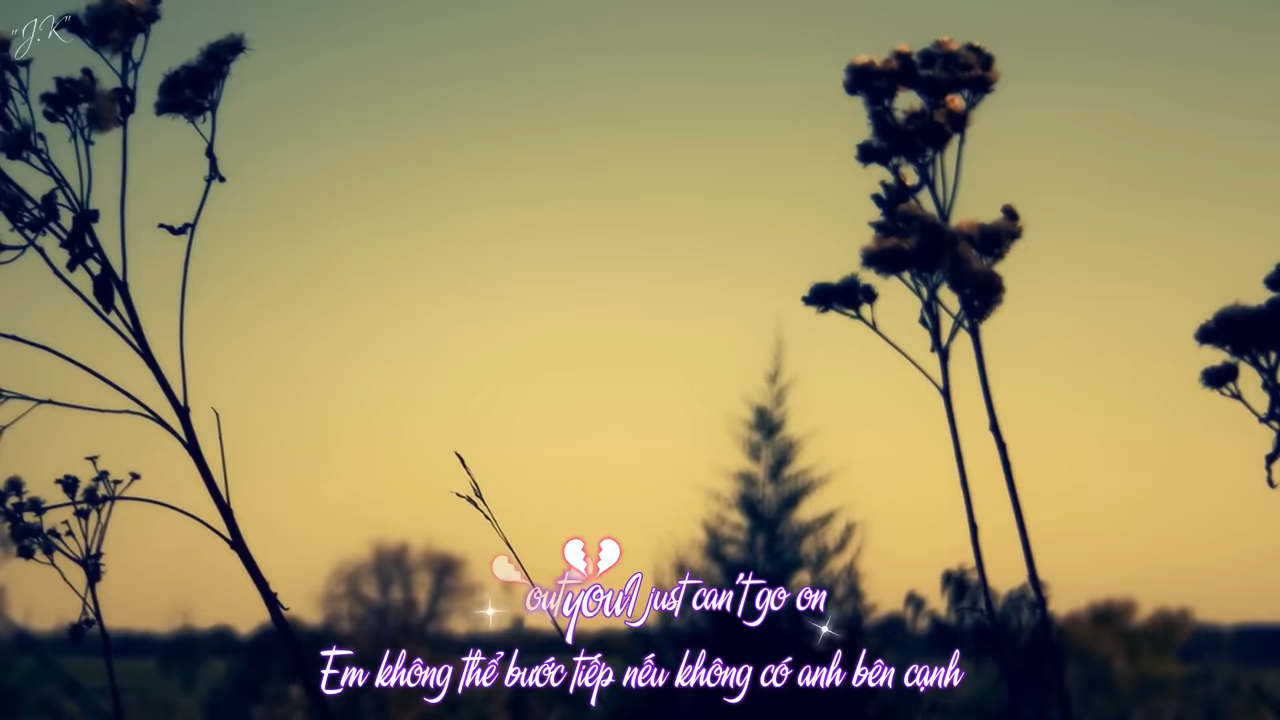 "J.K"
out you I just can't go on
Em không thể bước tiếp nếu không có anh bên cạnh